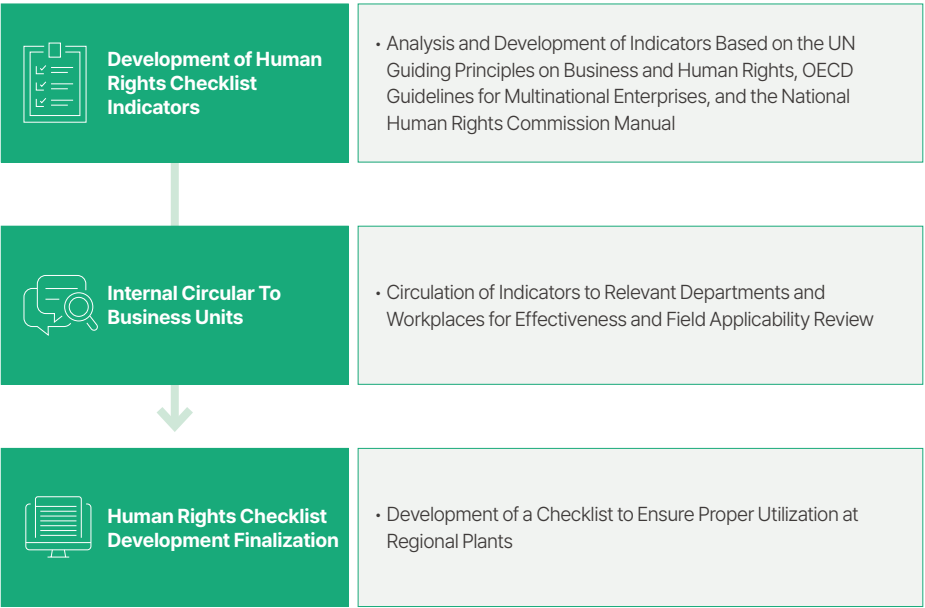 Development of Human
Rights Checklist
Indicators
• Analysis and Development of Indicators Based on the UN
Guiding Principles on Business and Human Rights, OECD
Guidelines for Multinational Enterprises, and the National
Human Rights Commission Manual
Internal Circular To
Business Units
• Circulation of Indicators to Relevant Departments and
Workplaces for Effectiveness and Field Applicability Review
Human Rights Checklist
Development Finalization
• Development of a Checklist to Ensure Proper Utilization at
Regional Plants